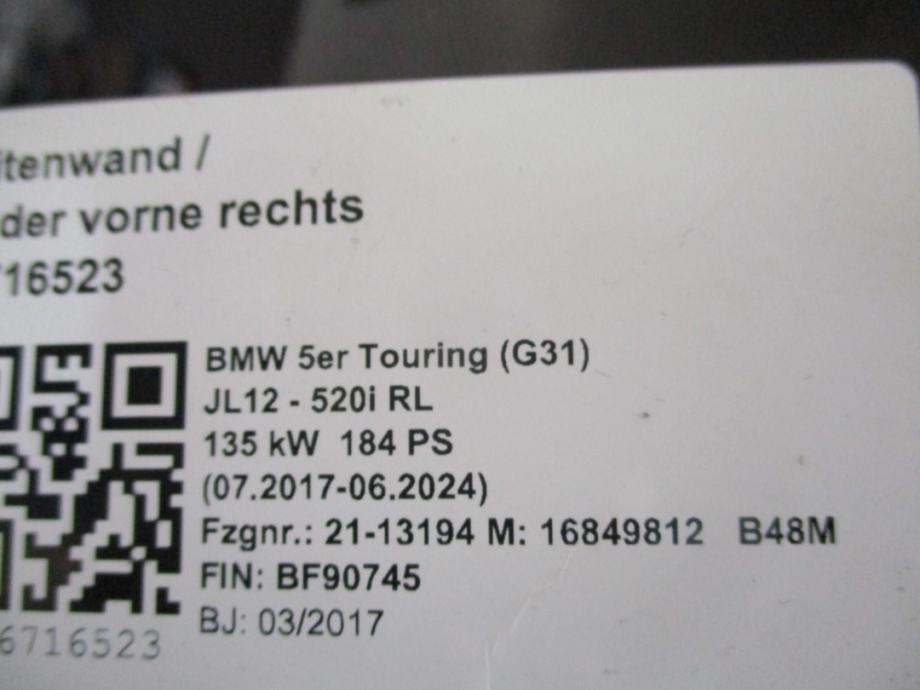 itenwand /
der vorne rechts
716523
BMW 5er Touring (G31)
JL12 - 520i RL
135 kW 184 PS
(07.2017-06.2024)
Fzgnr.: 21-13194 M: 16849812 B48M
FIN: BF90745
BJ: 03/2017
6716523